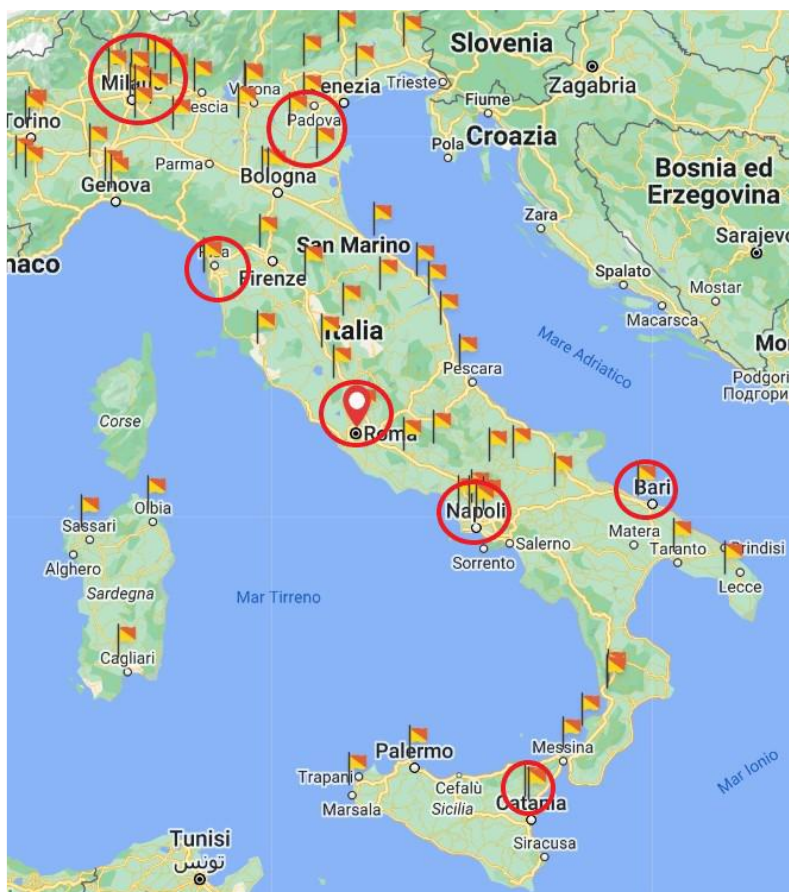 Slovenia
Zagabria
Milano
Brescia
Verona
Venezia
Trieste
Fiume
Torino
Padova
Pola
Croazia
Parma
Genova
Bologna
Bosnia ed
Erzegovina
Zara
San Marino
Sarajevo
naco
Pisa
Firenze
Spalato
Mostar
Macarsca
Italia
Mare Adriatico
Mon
Pescara
Podgori
Подгори
Corse
Roma
Bari
Olbia
Napoli
Sassari
Matera
Brindisi
Salerno
Taranto
Sorrento
Alghero
Lecce
Sardegna
Mar Tirreno
Cagliari
Palermo
Messina
Trapani
Cefalù
Mar Ionio
Marsala
Sicilia
Catania
Siracusa
Tunisi
تونس